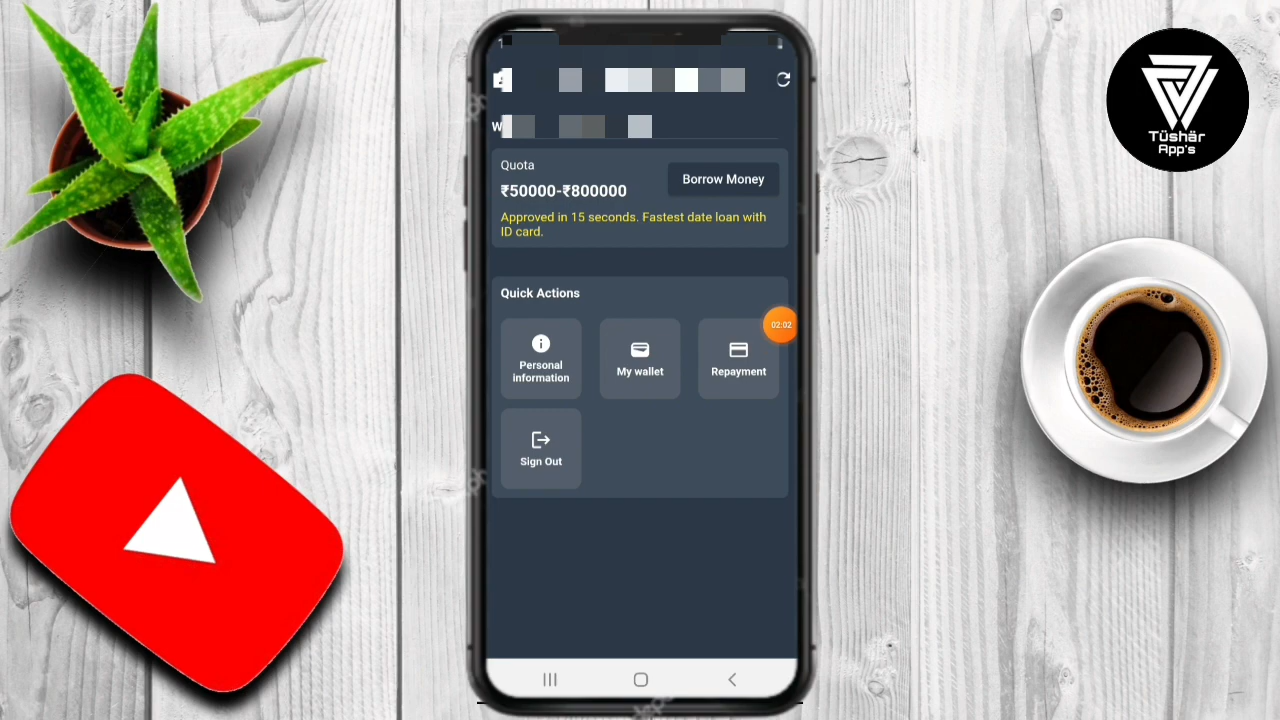 Tüshär
App's
Quota
₹50000-₹800000
Borrow Money
Approved in 15 seconds. Fastest date loan with
ID card.
Quick Actions
02:02
Personal
information
My wallet
Repayment
Sign Out